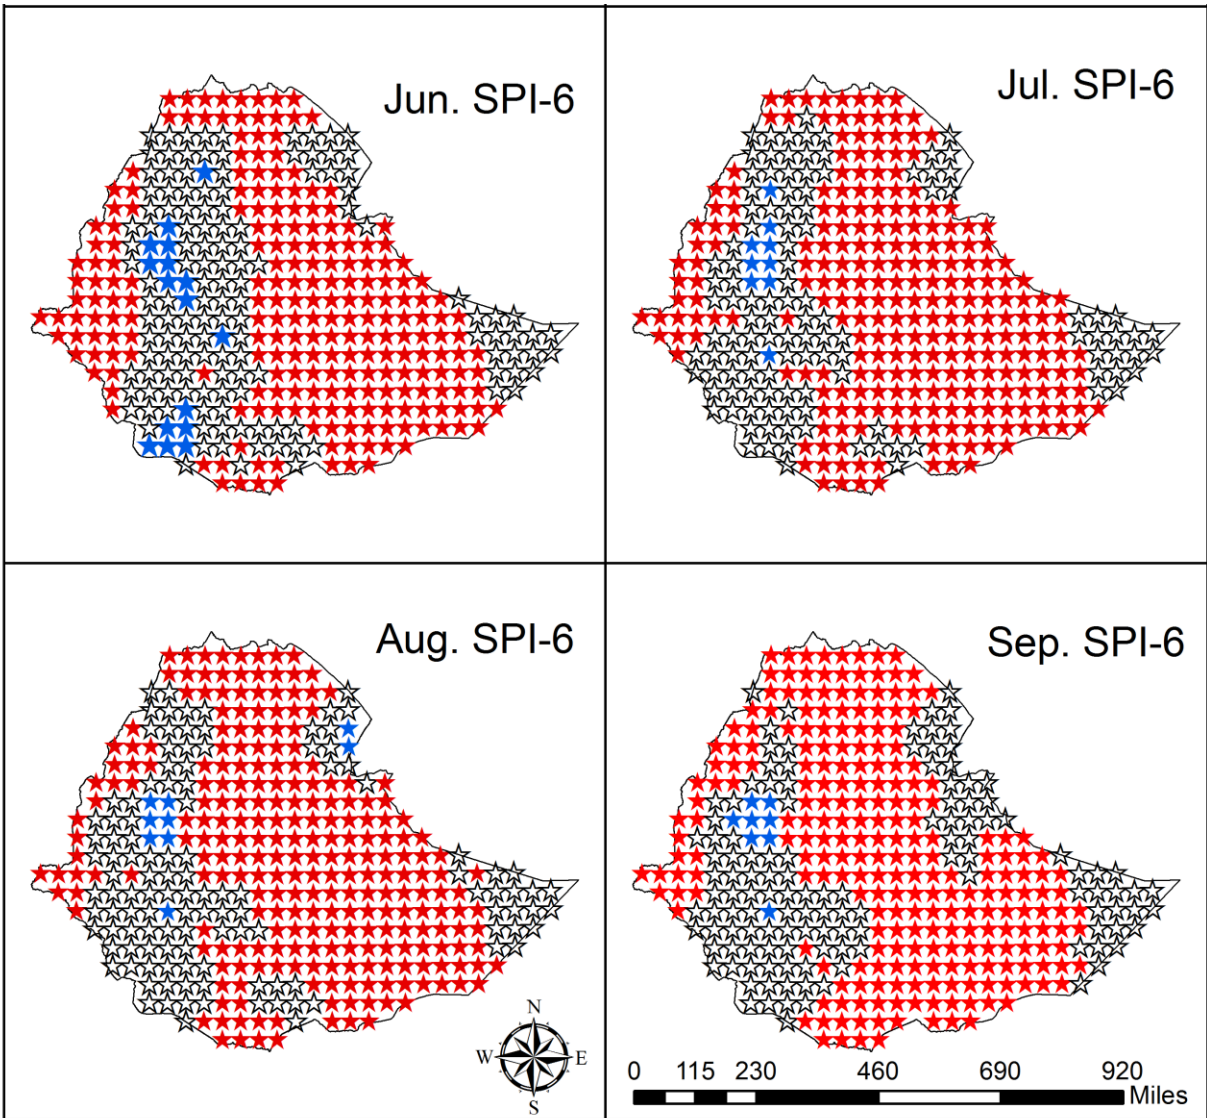 Jun. SPI-6
Jul. SPI-6
Aug. SPI-6
Sep. SPI-6
N
W E
S
0 115 230 460 690 920
Miles